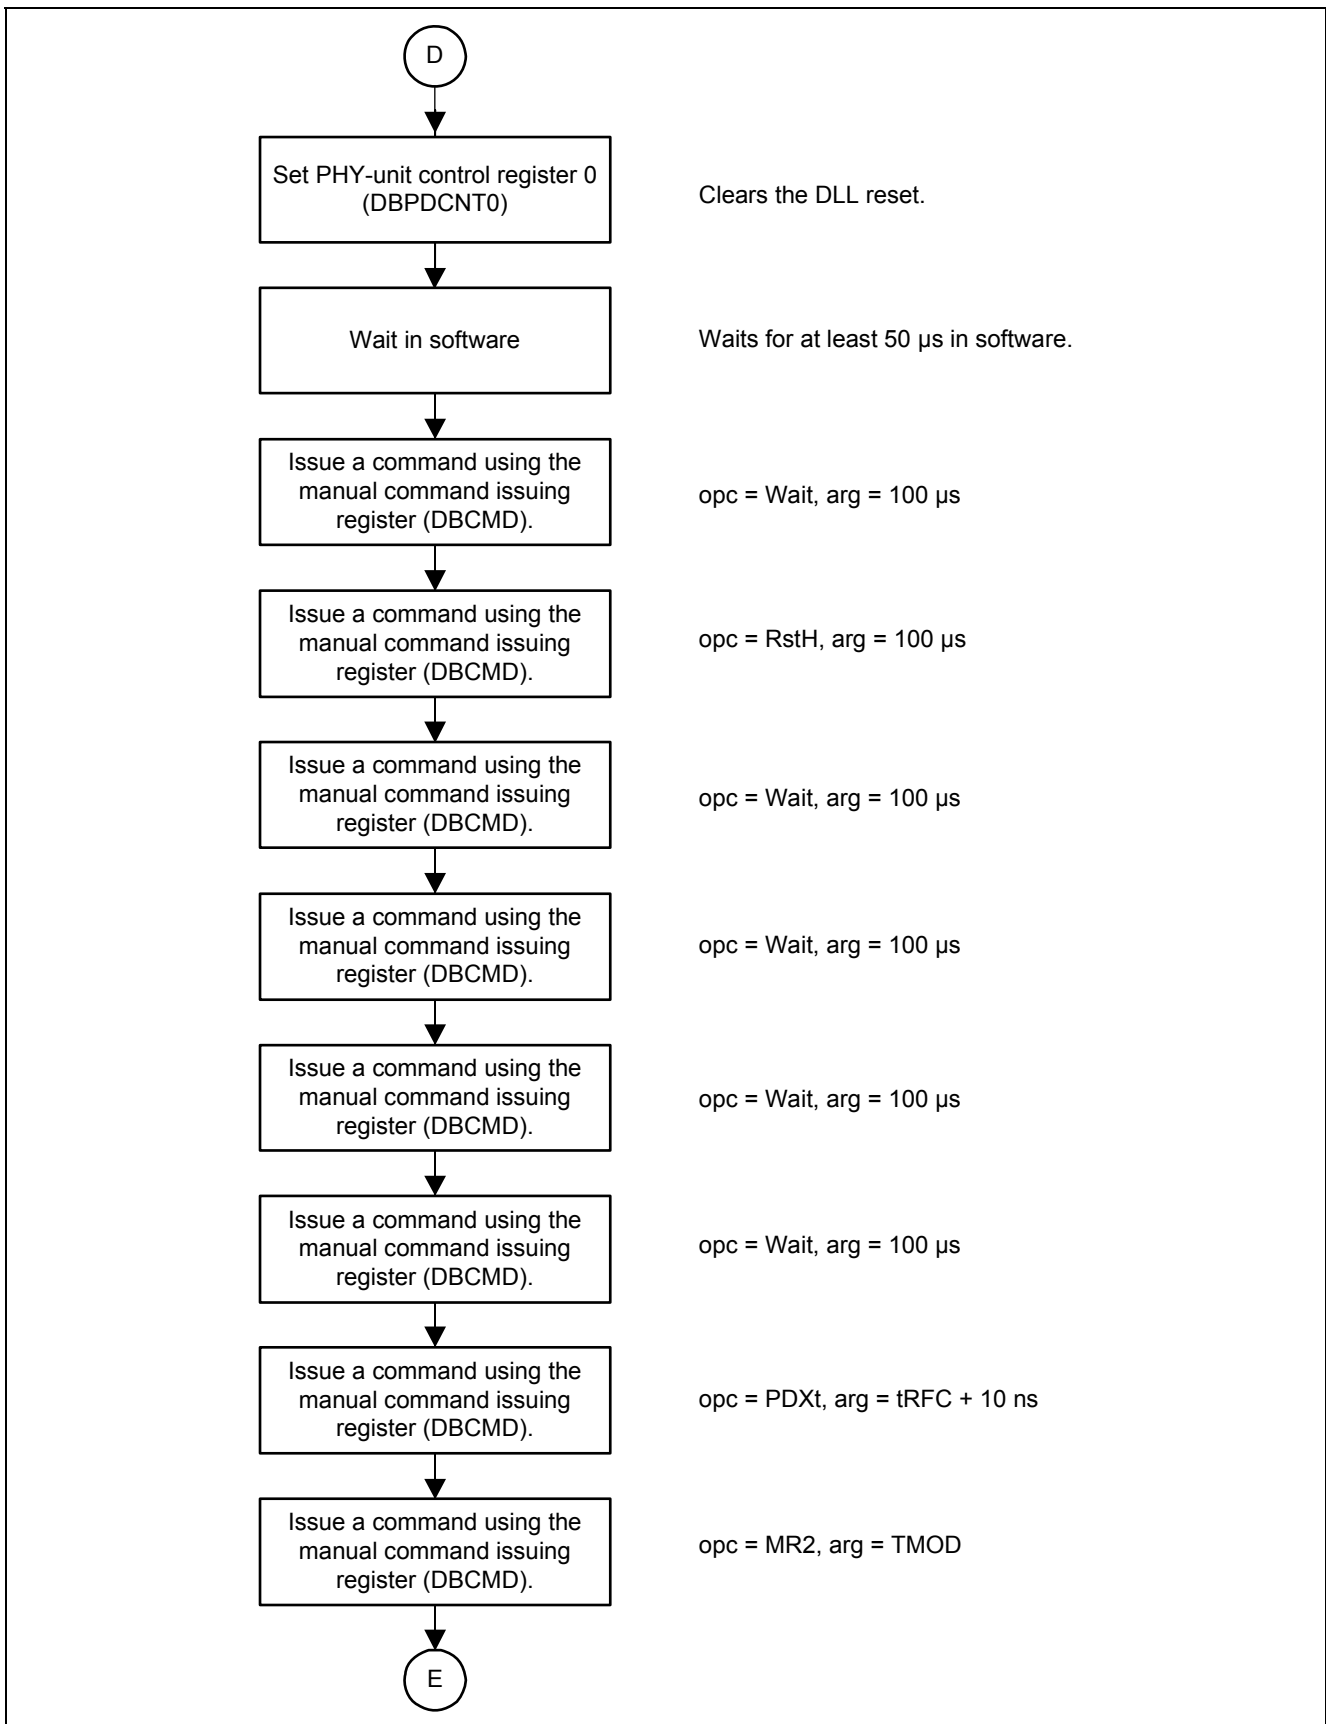 D
Set PHY-unit control register 0
(DBPDCNT0)
Clears the DLL reset.
Wait in software
Waits for at least 50 µs in software.
Issue a command using the
manual command issuing
register (DBCMD).
opc = Wait, arg = 100 µs
Issue a command using the
manual command issuing
register (DBCMD).
opc = RstH, arg = 100 µs
Issue a command using the
manual command issuing
register (DBCMD).
opc = Wait, arg = 100 µs
Issue a command using the
manual command issuing
register (DBCMD).
opc = Wait, arg = 100 µs
Issue a command using the
manual command issuing
register (DBCMD).
opc = Wait, arg = 100 µs
Issue a command using the
manual command issuing
register (DBCMD).
opc = Wait, arg = 100 µs
Issue a command using the
manual command issuing
register (DBCMD).
opc = PDXt, arg = tRFC + 10 ns
Issue a command using the
manual command issuing
register (DBCMD).
opc = MR2, arg = TMOD
E